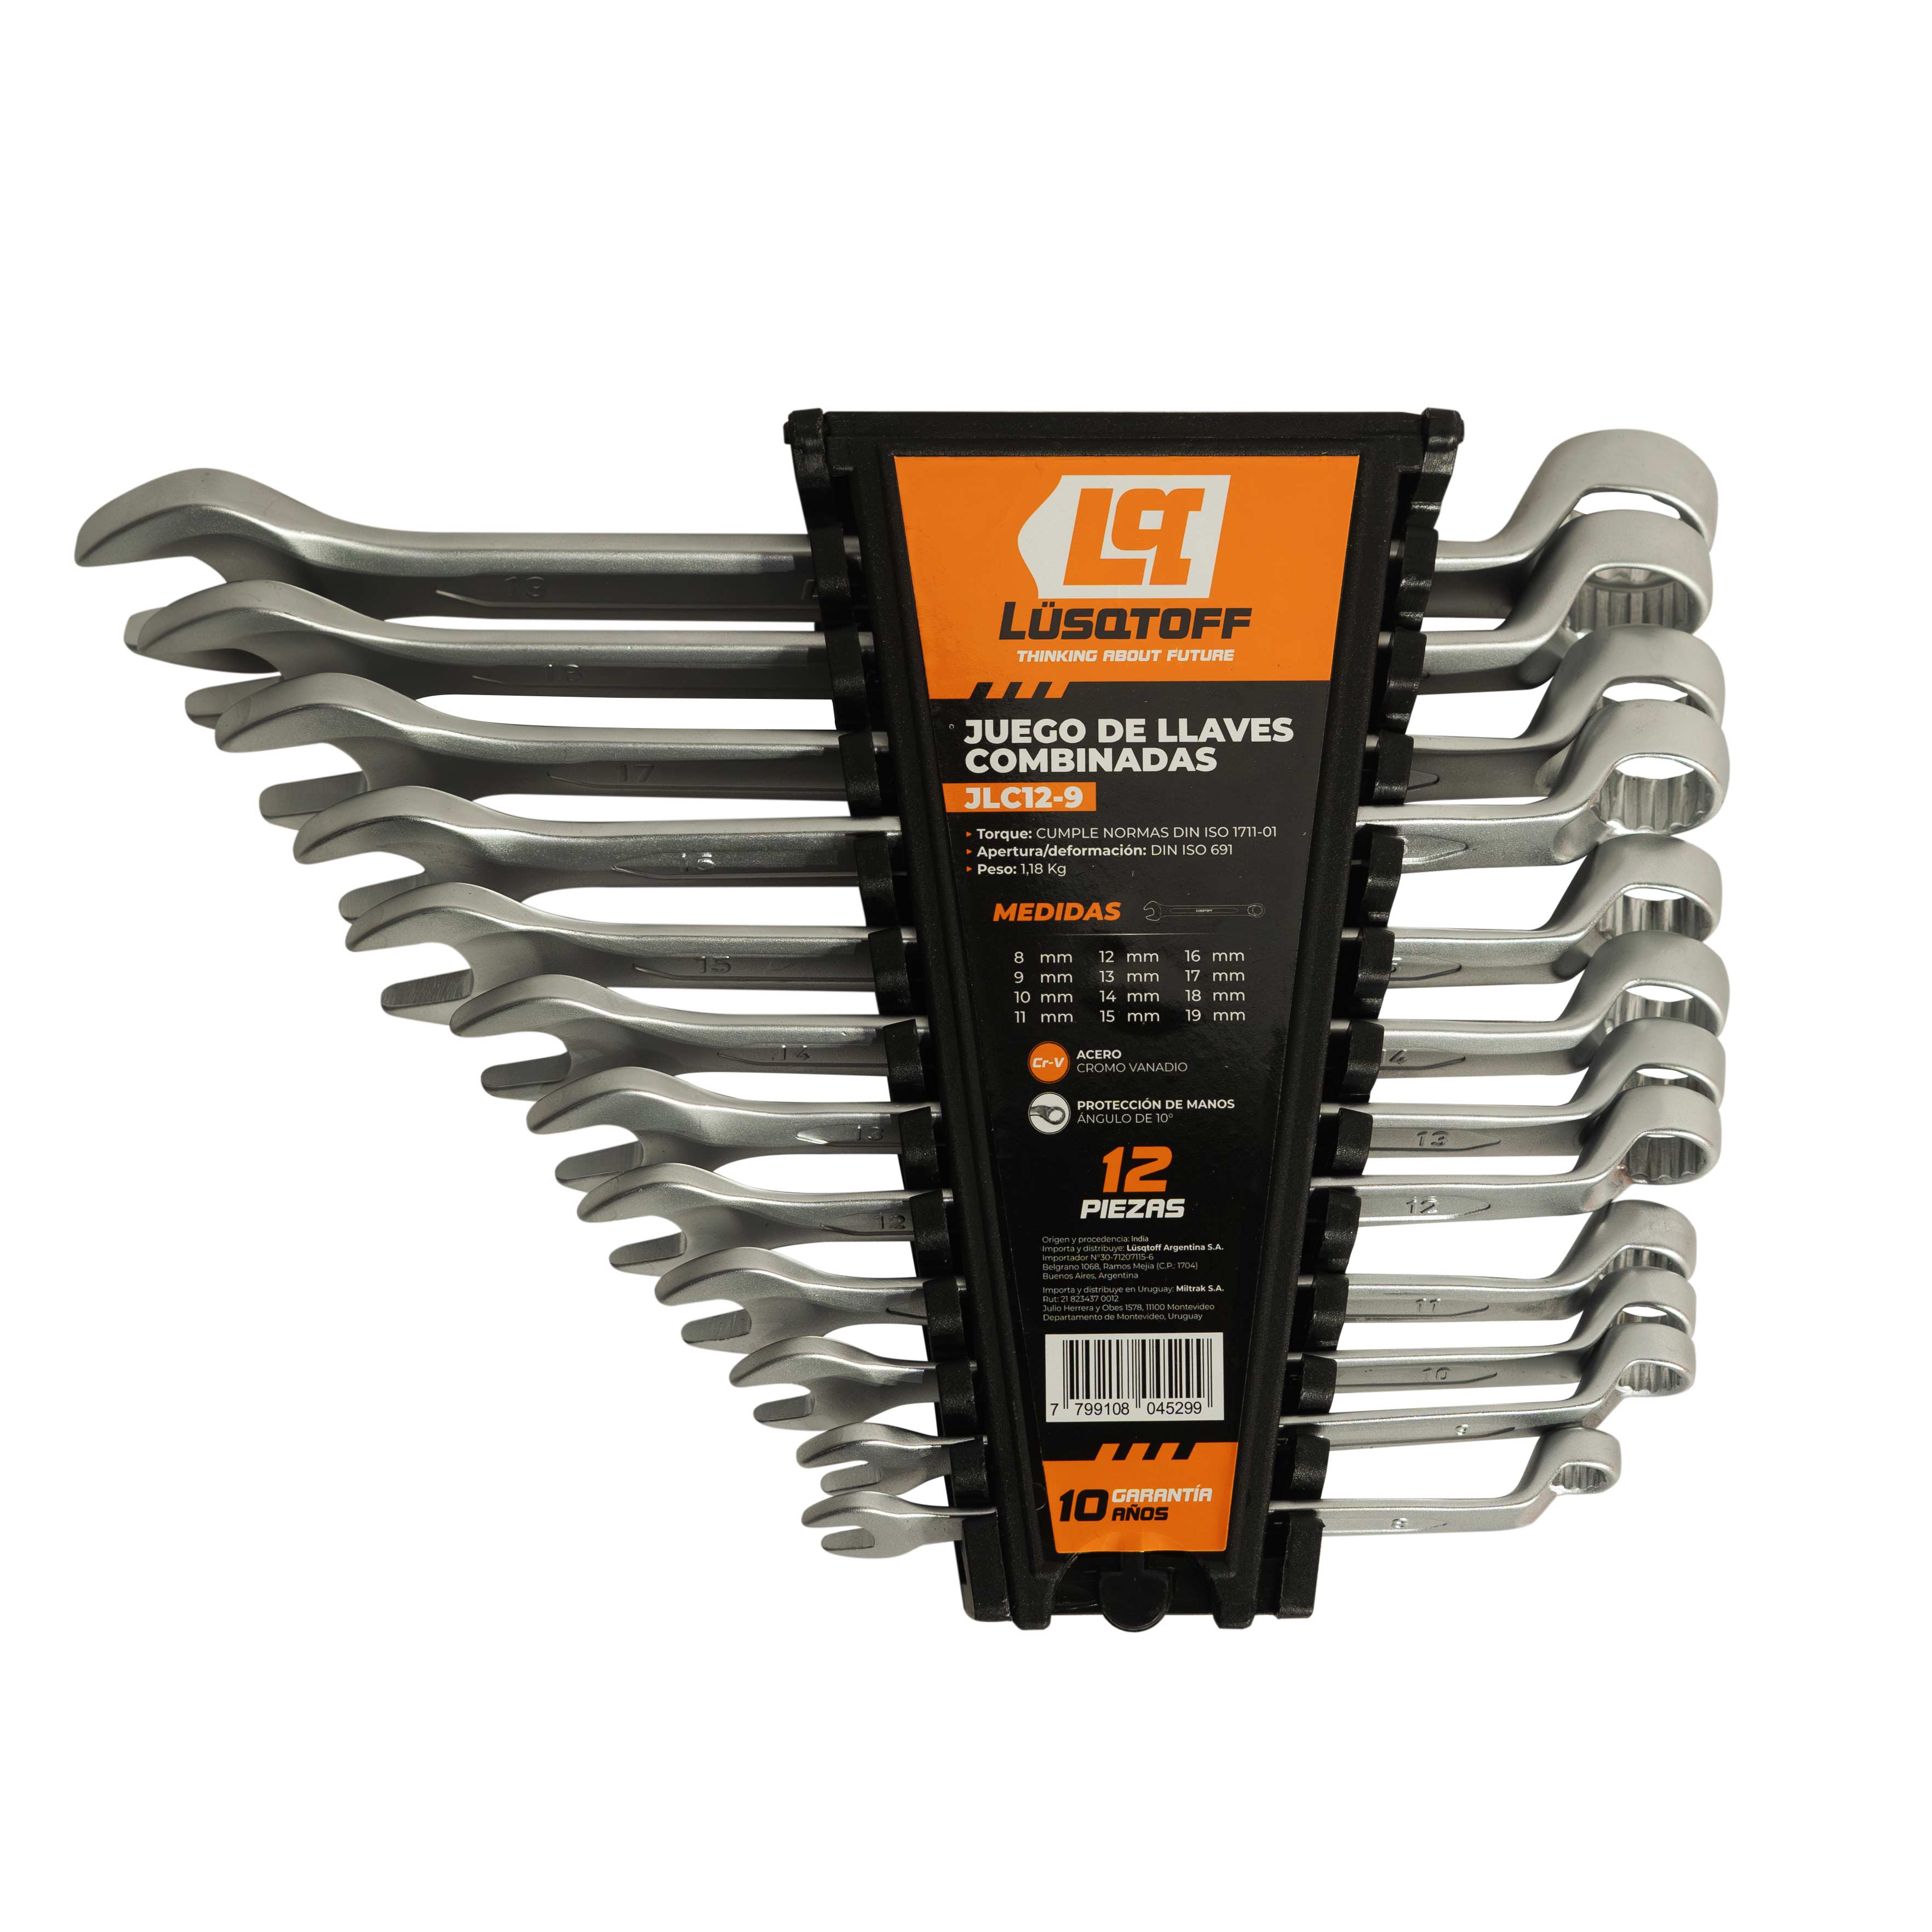 LQT
LÜSQTOFF
THINKING ABOUT FUTURE
JUEGO DE LLAVES
COMBINADAS
JLC12-9
Torque: CUMPLE NORMAS DIN ISO 1711-01
Apertura/deformación: DIN ISO 691
Peso: 1,18 Kg
MEDIDAS
LUSQTOFF
8 mm 12 mm 16 mm
9 mm 13 mm 17 mm
10 mm 14 mm 18 mm
11 mm 15 mm 19 mm
Cr-V
ACERO
CROMO VANADIO
PROTECCIÓN DE MANOS
ÁNGULO DE 10°
12
PIEZAS
Origen y procedencia: India
Importa y distribuye: Lüsqtoff Argentina S.A.
Importador N°30-71207115-6
Belgrano 1068, Ramos Mejía (C.P.: 1704)
Buenos Aires, Argentina
Importa y distribuye en Uruguay: Miltrak S.A.
Rut: 21 823437 0012
Julio Herrera y Obes 1578, 11100 Montevideo
Departamento de Montevideo, Uruguay
7 799108 045299
10 GARANTÍA
AÑOS
19
18
17
16
15
14
13
12
4
13
12
11
10
9
8